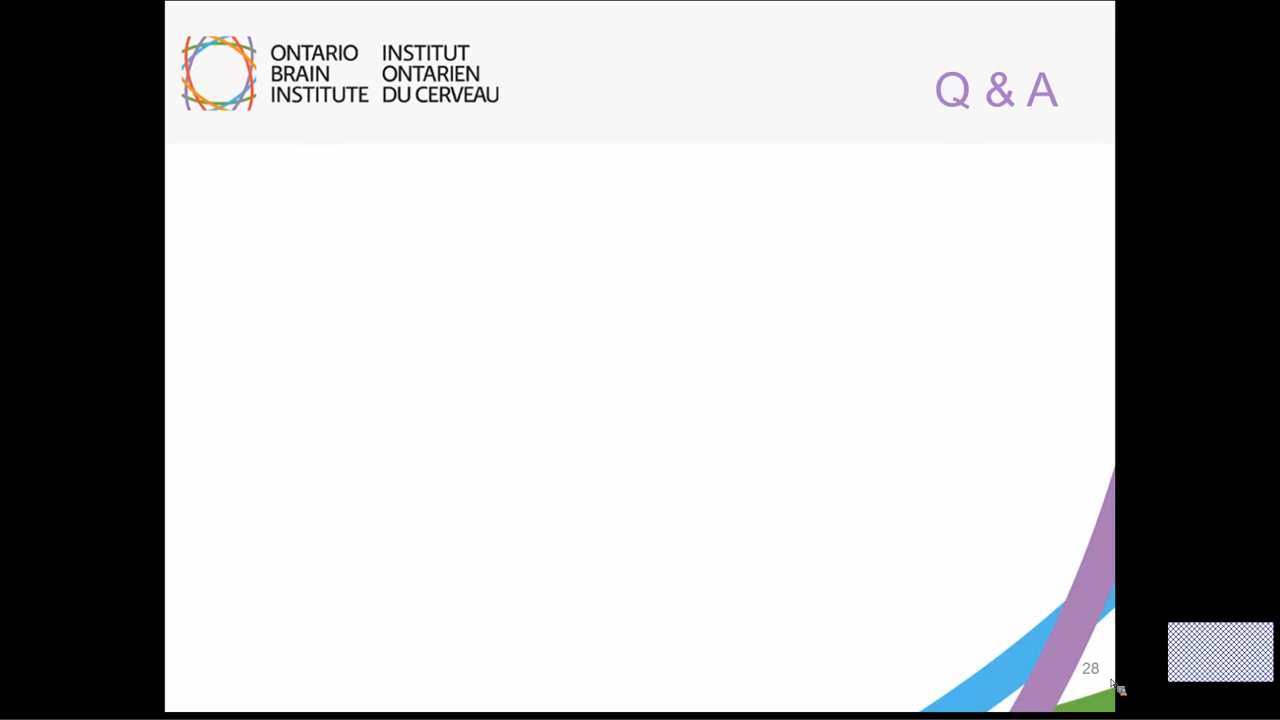 ONTARIO
BRAIN
INSTITUTE
INSTITUT
ONTARIEN
DU CERVEAU
Q & A
28